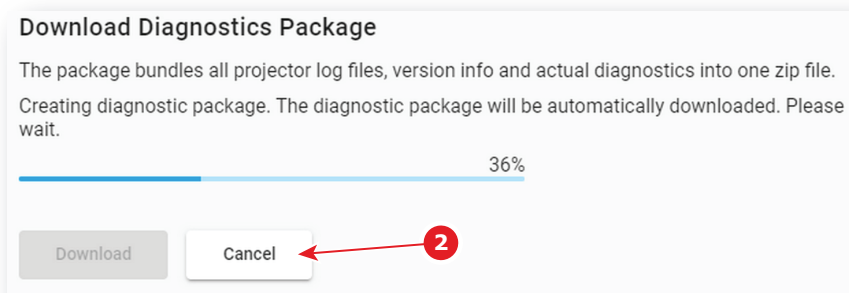 Download Diagnostics Package
The package bundles all projector log files, version info and actual diagnostics into one zip file.
Creating diagnostic package. The diagnostic package will be automatically downloaded. Please
wait.
36%
Download
Cancel
2